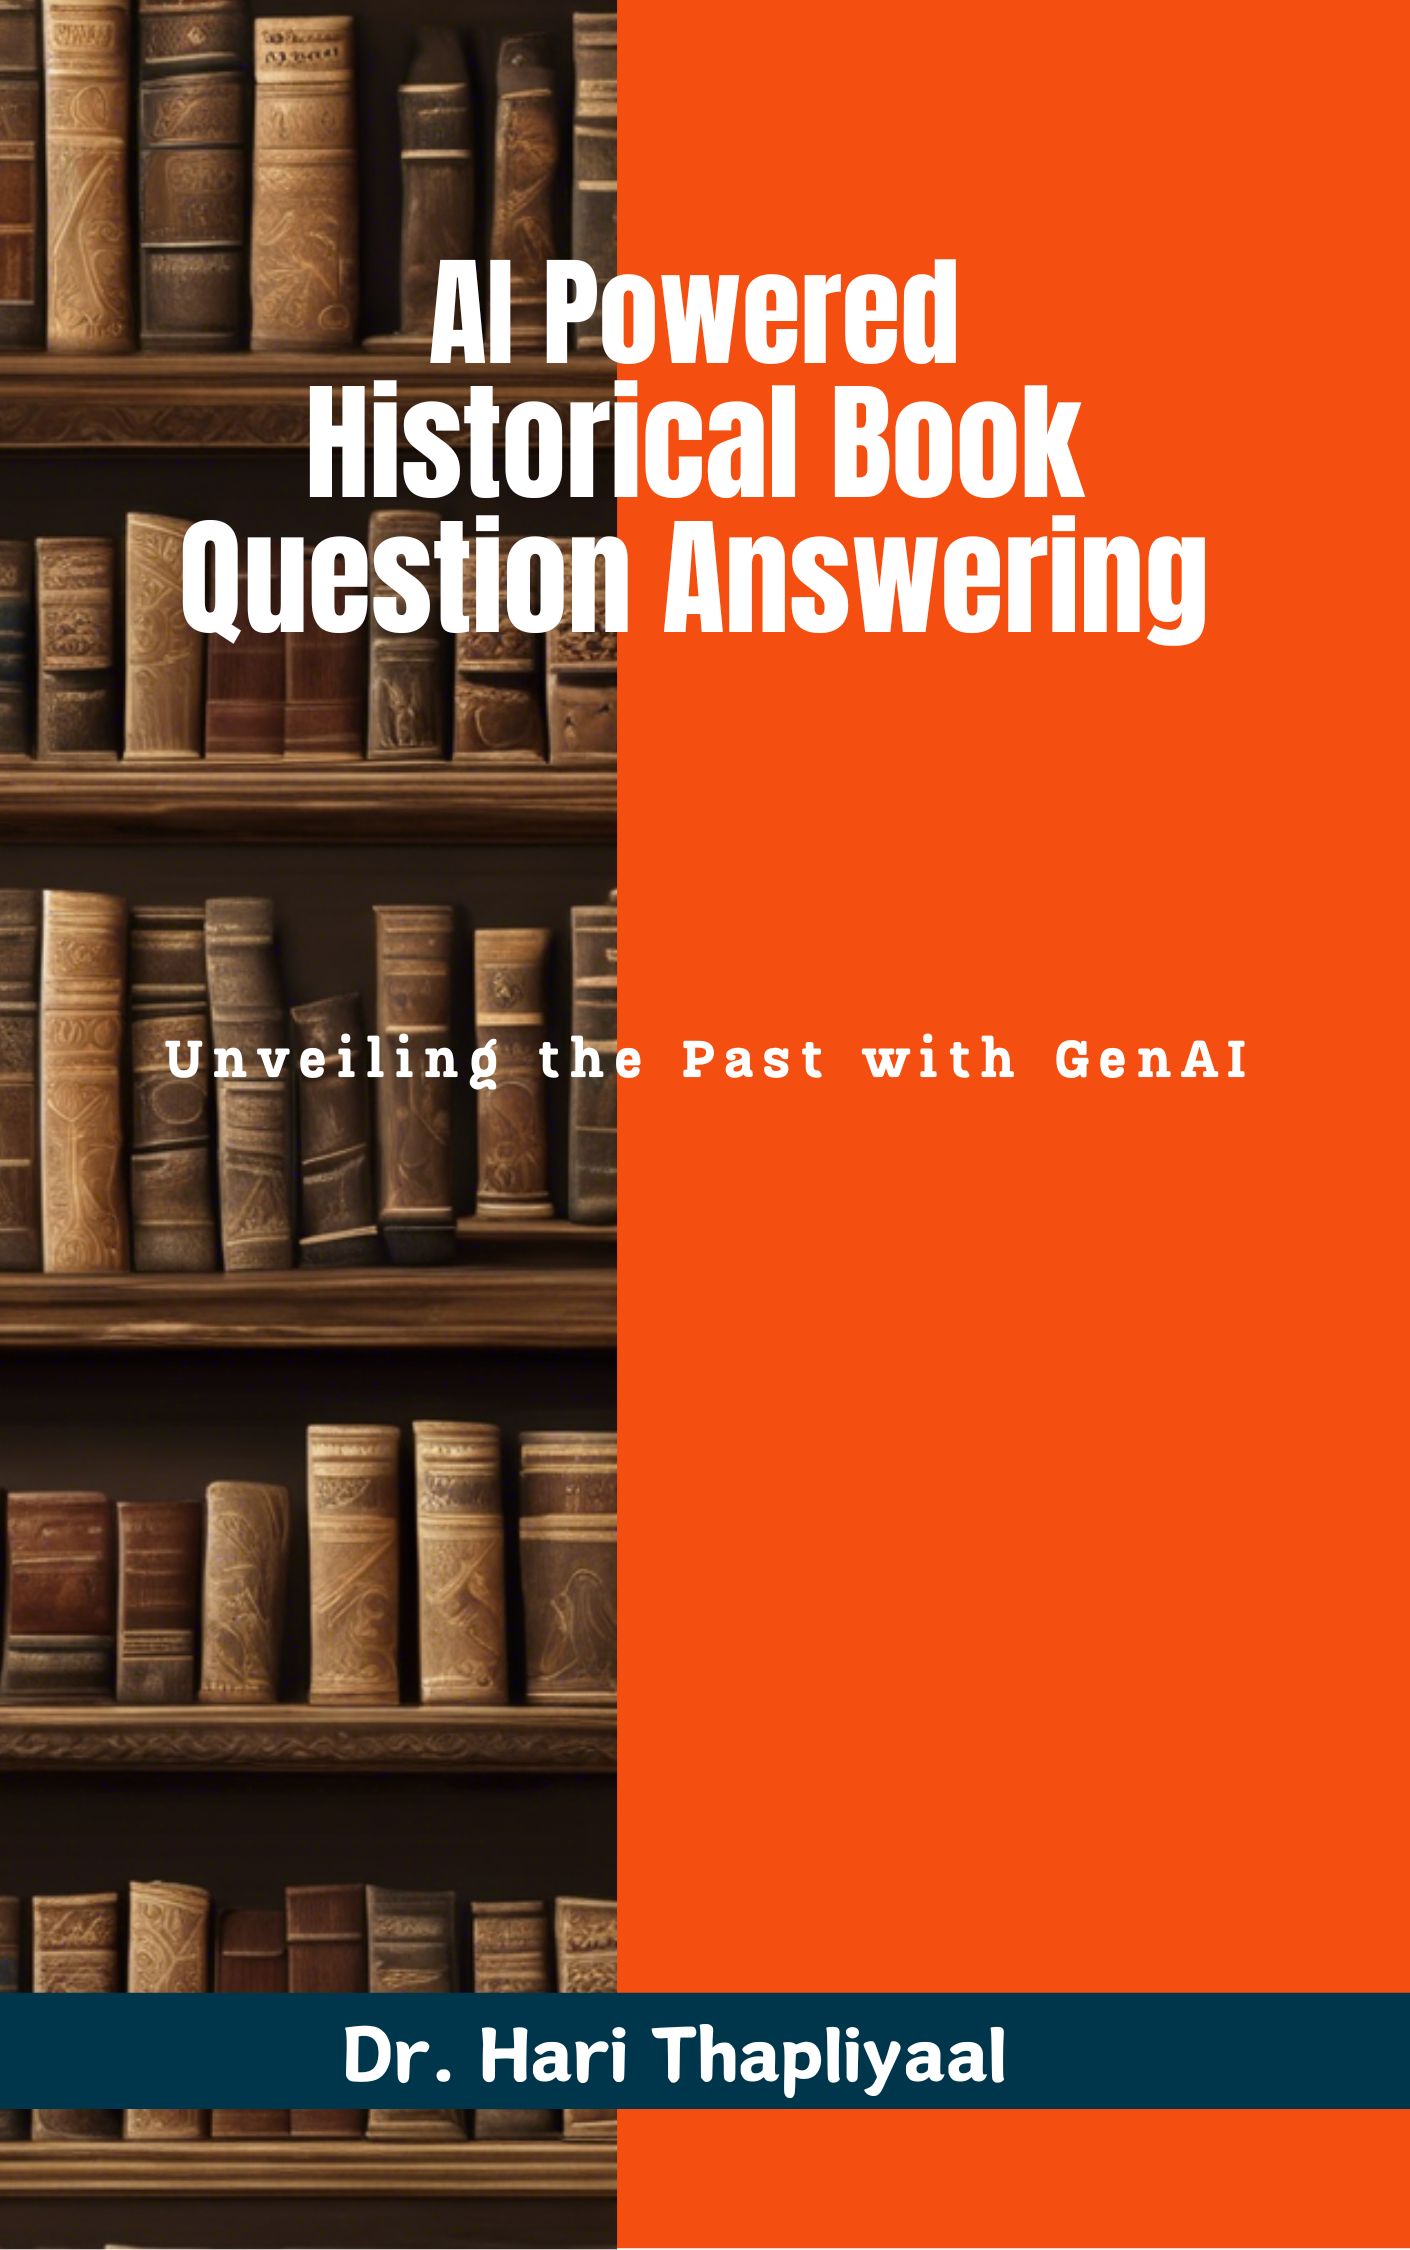 AI Powered
Historical Book
Question Answering
Unveiling the Past with GenAI
Dr. Hari Thapliyaal